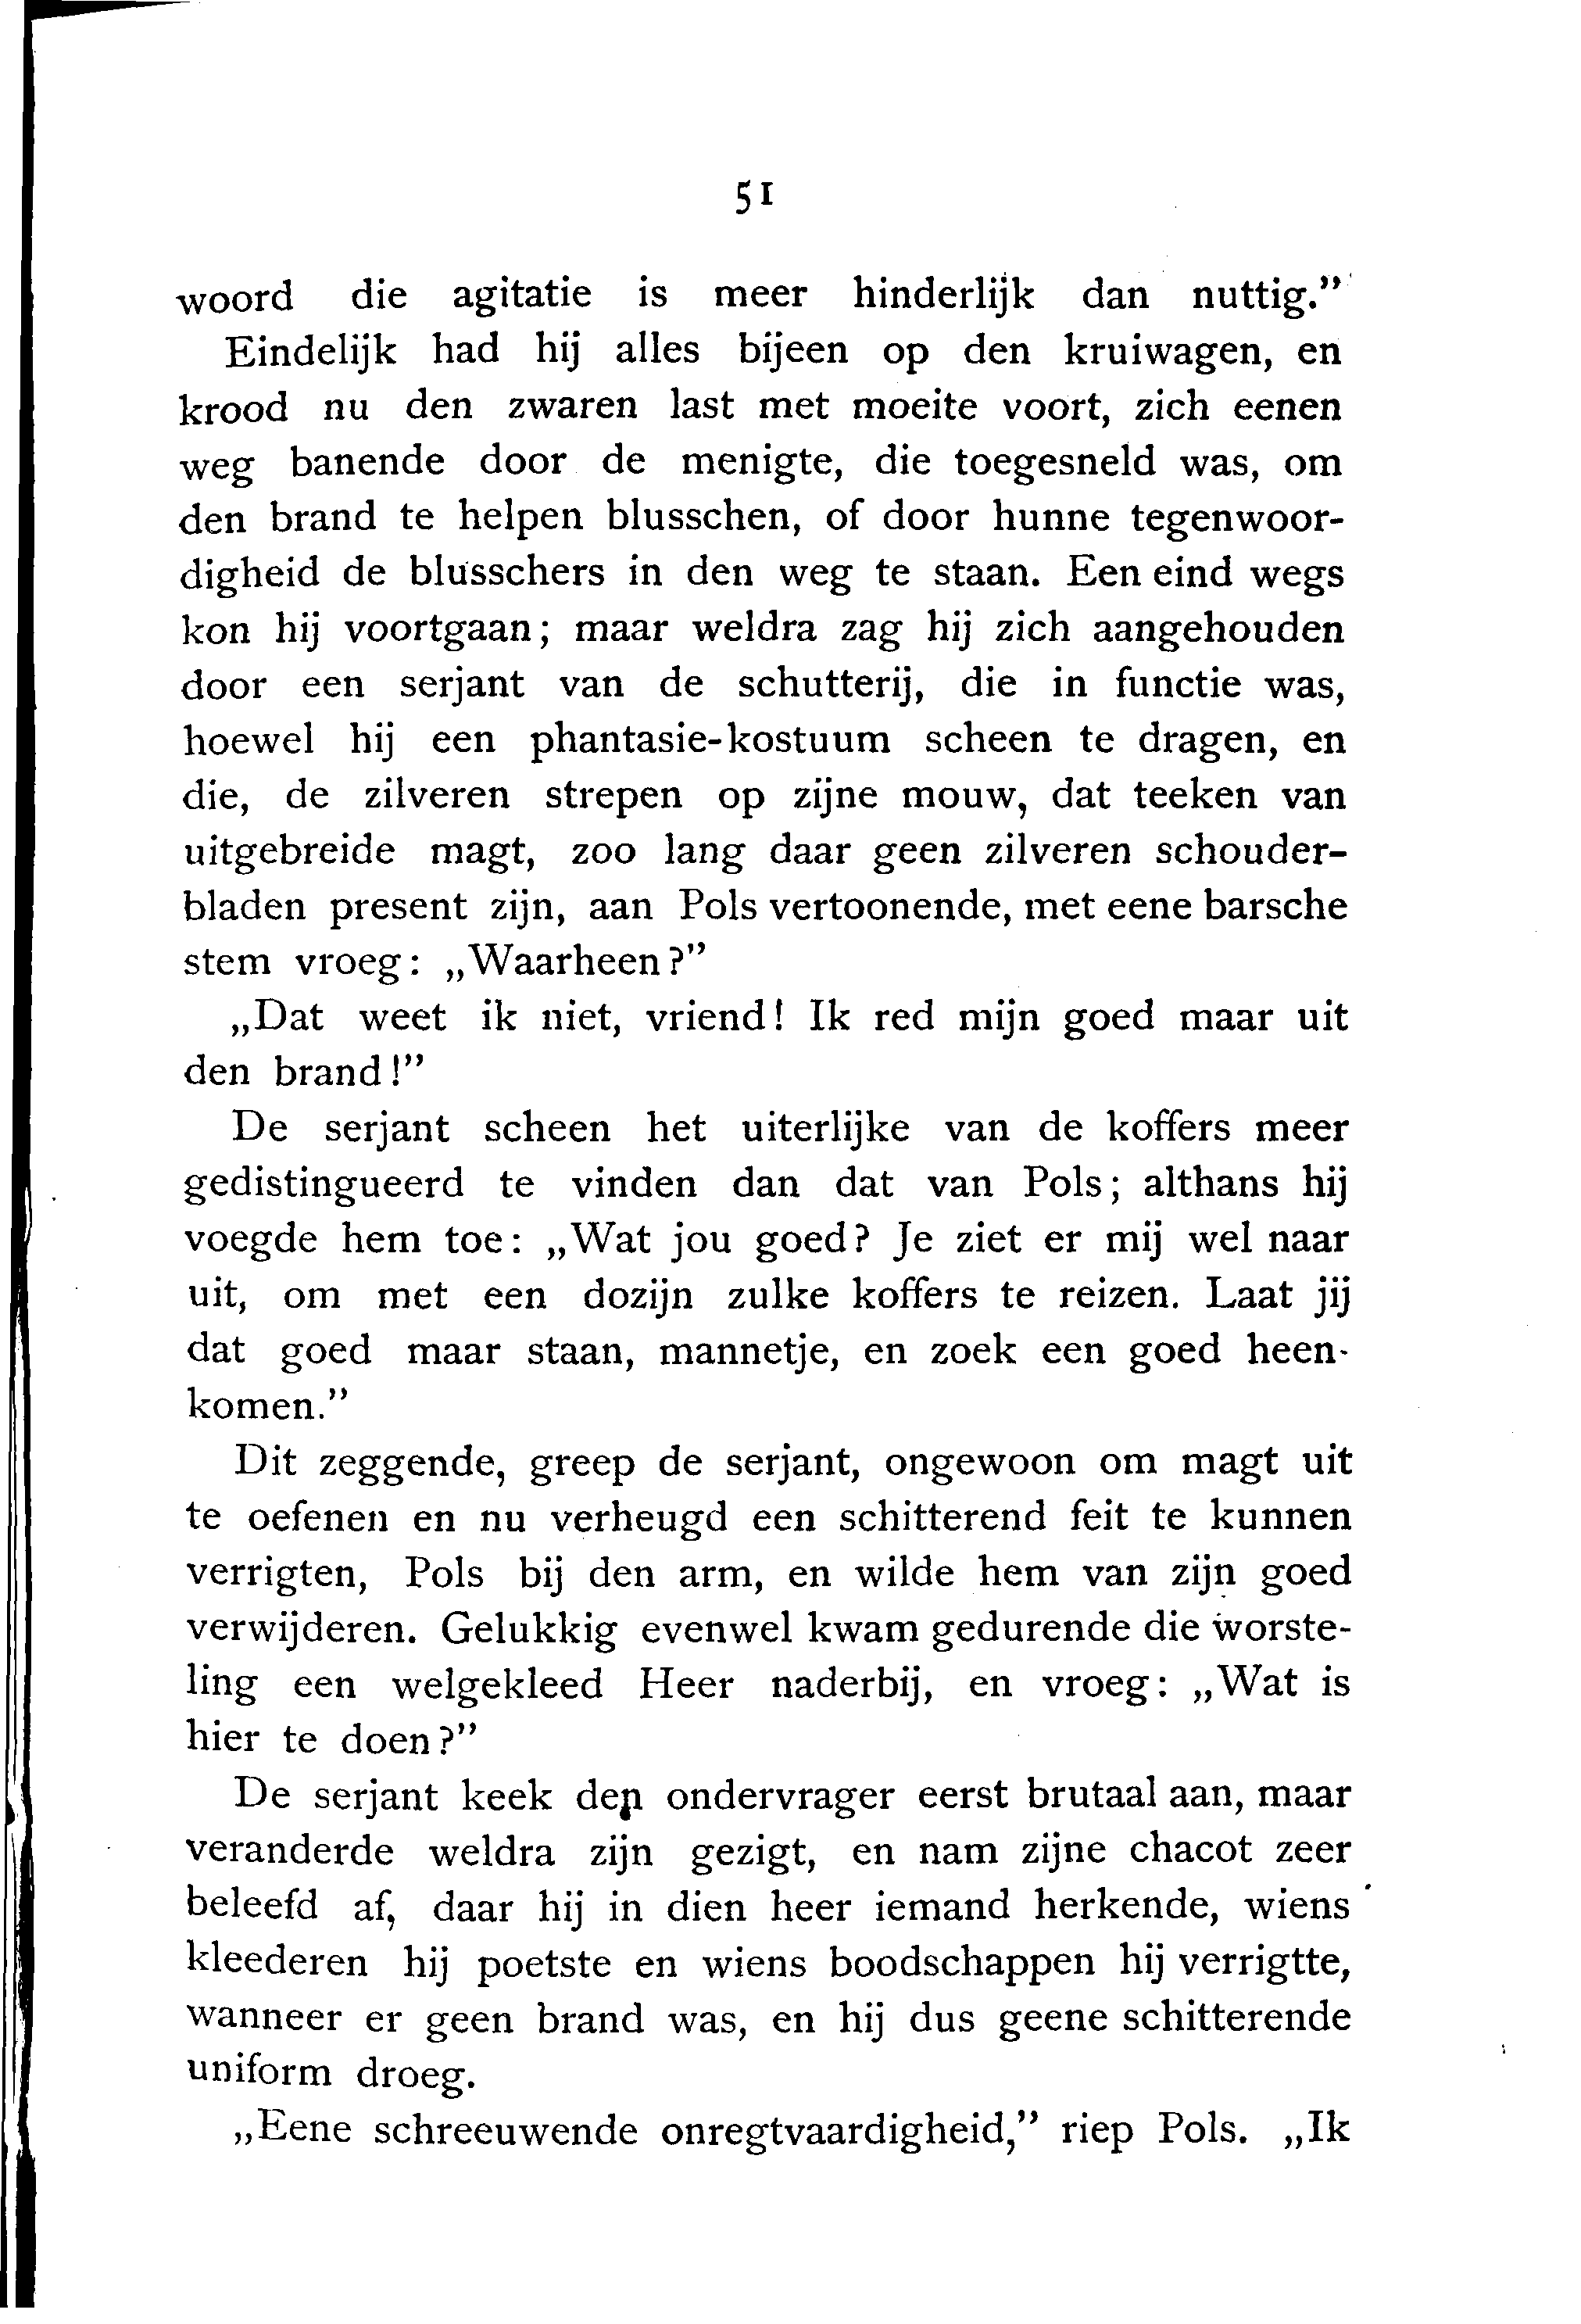 51
woord die agitatie is meer hinderlijk dan nuttig.”
Eindelijk had hij alles bijeen op den kruiwagen, en
krood nu den zwaren last met moeite voort, zich eenen
weg banende door de menigte, die toegesneld was, om
den brand te helpen blusschen, of door hunne tegenwoor-
digheid de blusschers in den weg te staan. Een eind wegs
kon hij voortgaan; maar weldra zag hij zich aangehouden
door een serjant van de schutterij, die in functie was,
hoewel hij een phantasie-kostuum scheen te dragen, en
die, de zilveren strepen op zijne mouw, dat teeken van
uitgebreide magt, zoo lang daar geen zilveren schouder-
bladen present zijn, aan Pols vertoonende, met eene barsche
stem vroeg: „Waarheen?”
„Dat weet ik niet, vriend! Ik red mijn goed maar uit
den brand!”
De serjant scheen het uiterlijke van de koffers meer
gedistingueerd te vinden dan dat van Pols; althans hij
voegde hem toe: „Wat jou goed? Je ziet er mij wel naar
uit, om met een dozijn zulke koffers te reizen. Laat jij
dat goed maar staan, mannetje, en zoek een goed heen-
komen.”
Dit zeggende, greep de serjant, ongewoon om magt uit
te oefenen en nu verheugd een schitterend feit te kunnen
verrigten, Pols bij den arm, en wilde hem van zijn goed
verwijderen. Gelukkig evenwel kwam gedurende die worste-
ling een welgekleed Heer naderbij, en vroeg: „Wat is
hier te doen?”
De serjant keek den ondervrager eerst brutaal aan, maar
veranderde weldra zijn gezigt, en nam zijne chacot zeer
beleefd af, daar hij in dien heer iemand herkende, wiens
kleederen hij poetste en wiens boodschappen hij verrigtte,
wanneer er geen brand was, en hij dus geene schitterende
uniform droeg.
„Eene schreeuwende onregtvaardigheid,” riep Pols. „Ik